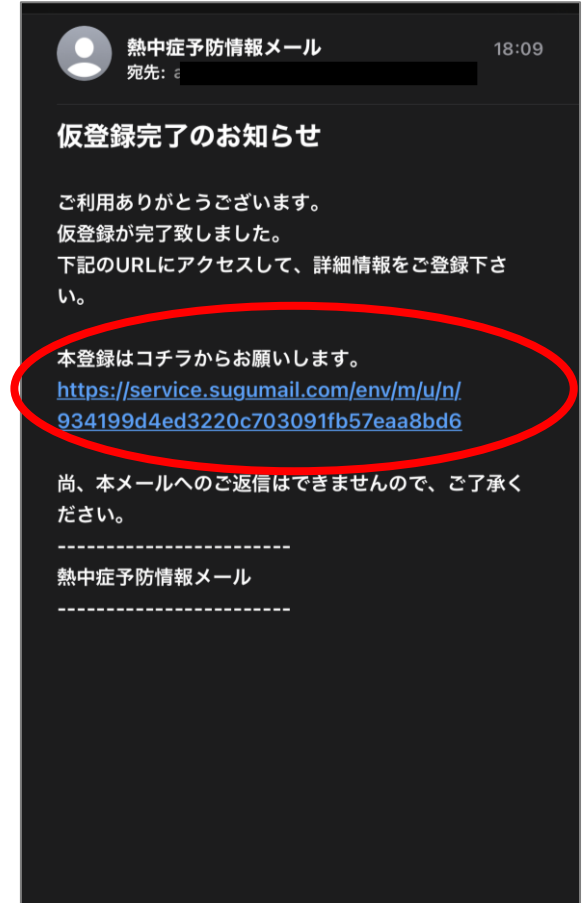 熱中症予防情報メール
18:09
宛先: a
仮登録完了のお知らせ
ご利用ありがとうございます。
仮登録が完了致しました。
下記のURLにアクセスして、詳細情報をご登録下さ
い。
本登録はコチラからお願いします。
https://service.sugumail.com/env/m/u/n/
934199d4ed3220c703091fb57eaa8bd6
尚、本メールへのご返信はできませんので、ご了承く
ださい。
------------------------
熱中症予防情報メール
------------------------